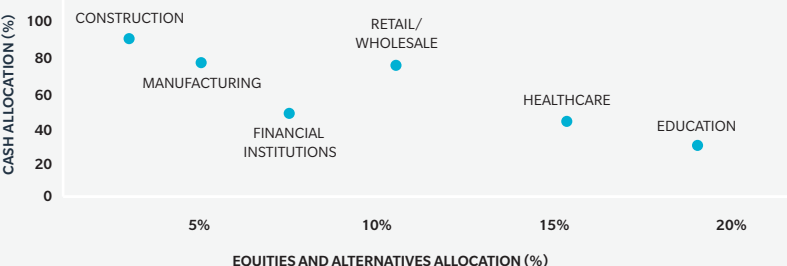 CASH ALLOCATION (%)
100
80
60
40
20
0
CONSTRUCTION
MANUFACTURING
FINANCIAL
INSTITUTIONS
RETAIL/
WHOLESALE
HEALTHCARE
EDUCATION
5%
10%
15%
20%
EQUITIES AND ALTERNATIVES ALLOCATION (%)